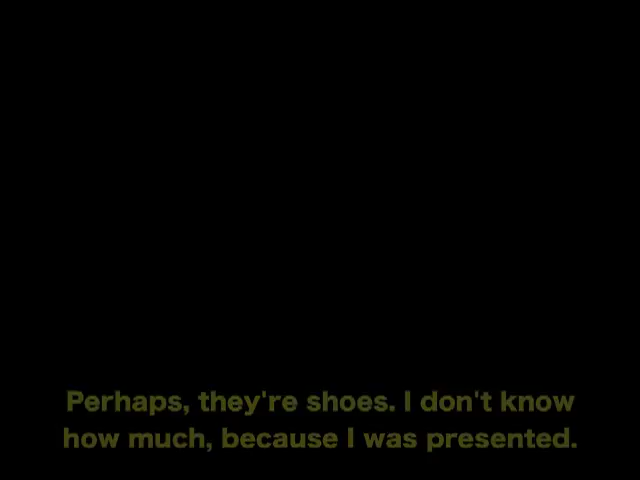 Perhaps, they're shoes. I don't know
how much, because I was presented.